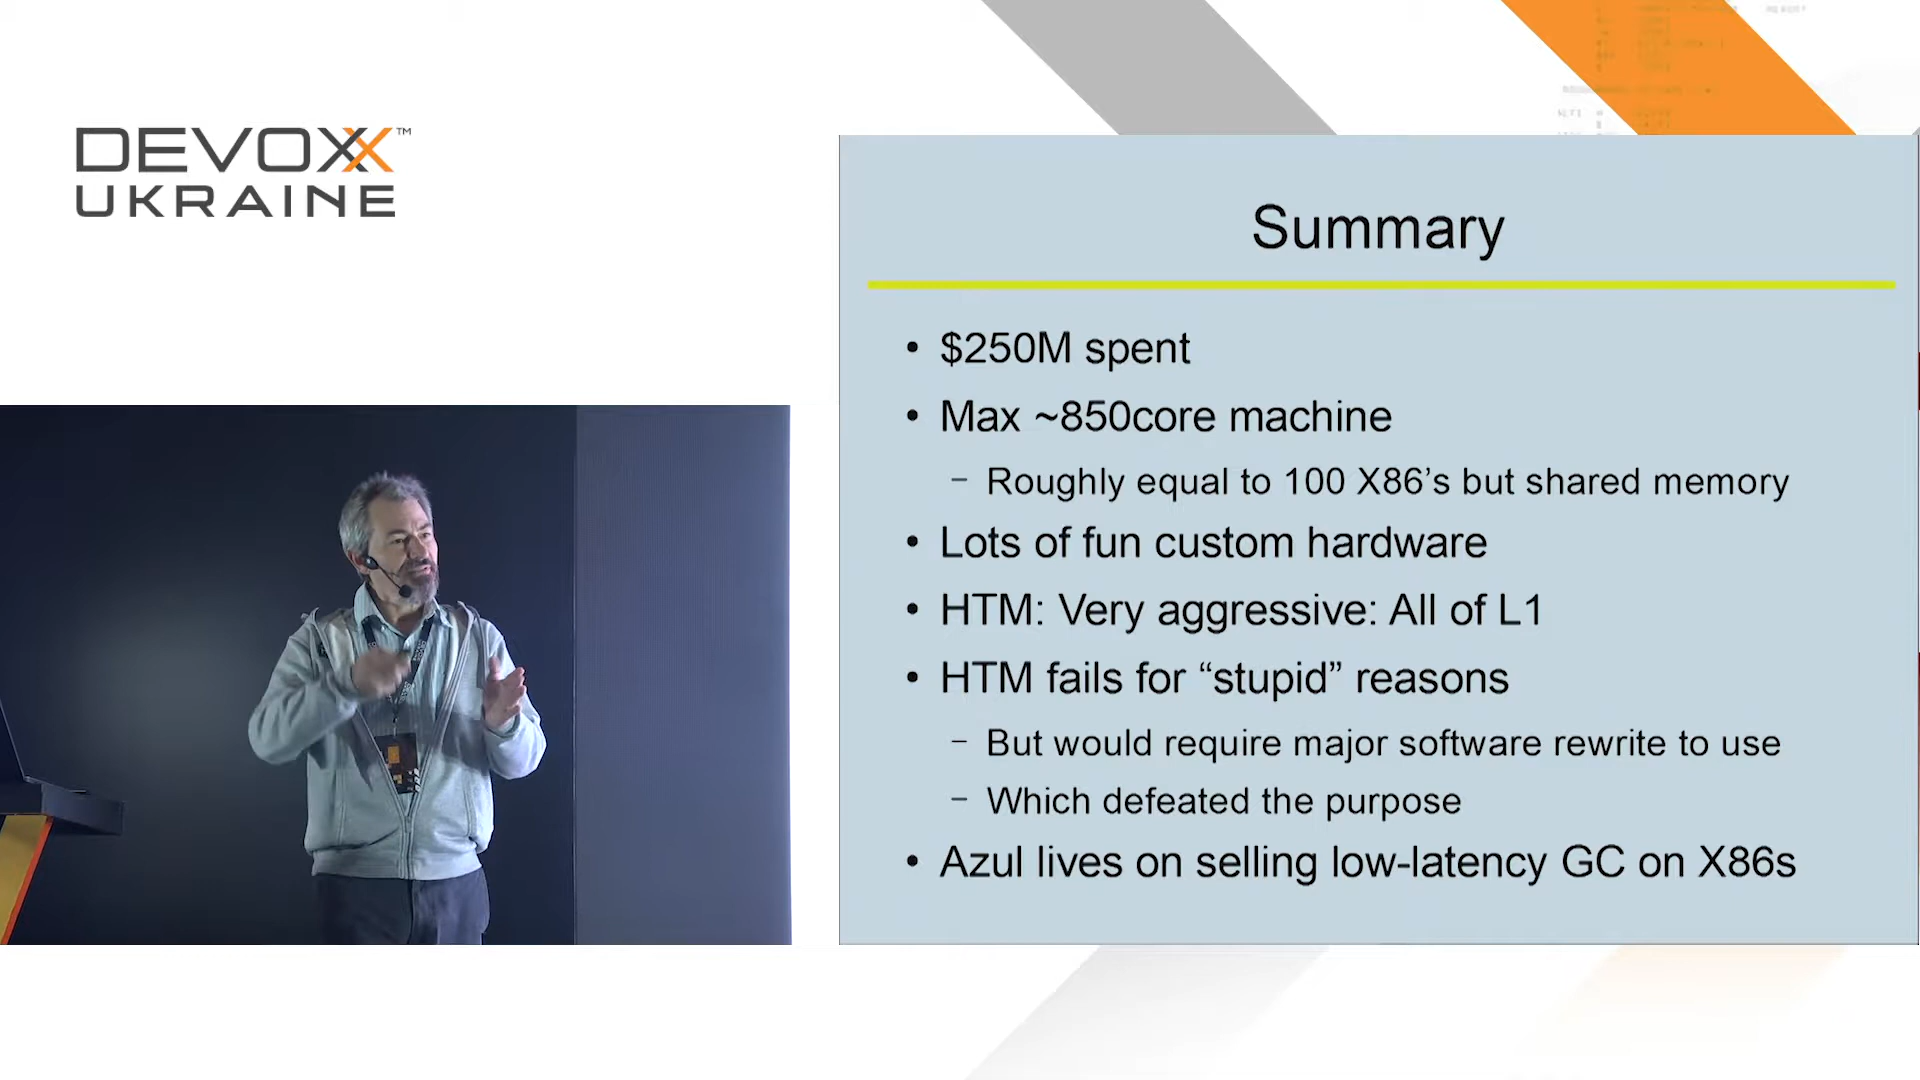 DEVOXX™
UKRAINE
Summary
• $250M spent
• Max ~850core machine
– Roughly equal to 100 X86’s but shared memory
• Lots of fun custom hardware
• HTM: Very aggressive: All of L1
• HTM fails for “stupid” reasons
– But would require major software rewrite to use
– Which defeated the purpose
• Azul lives on selling low-latency GC on X86s